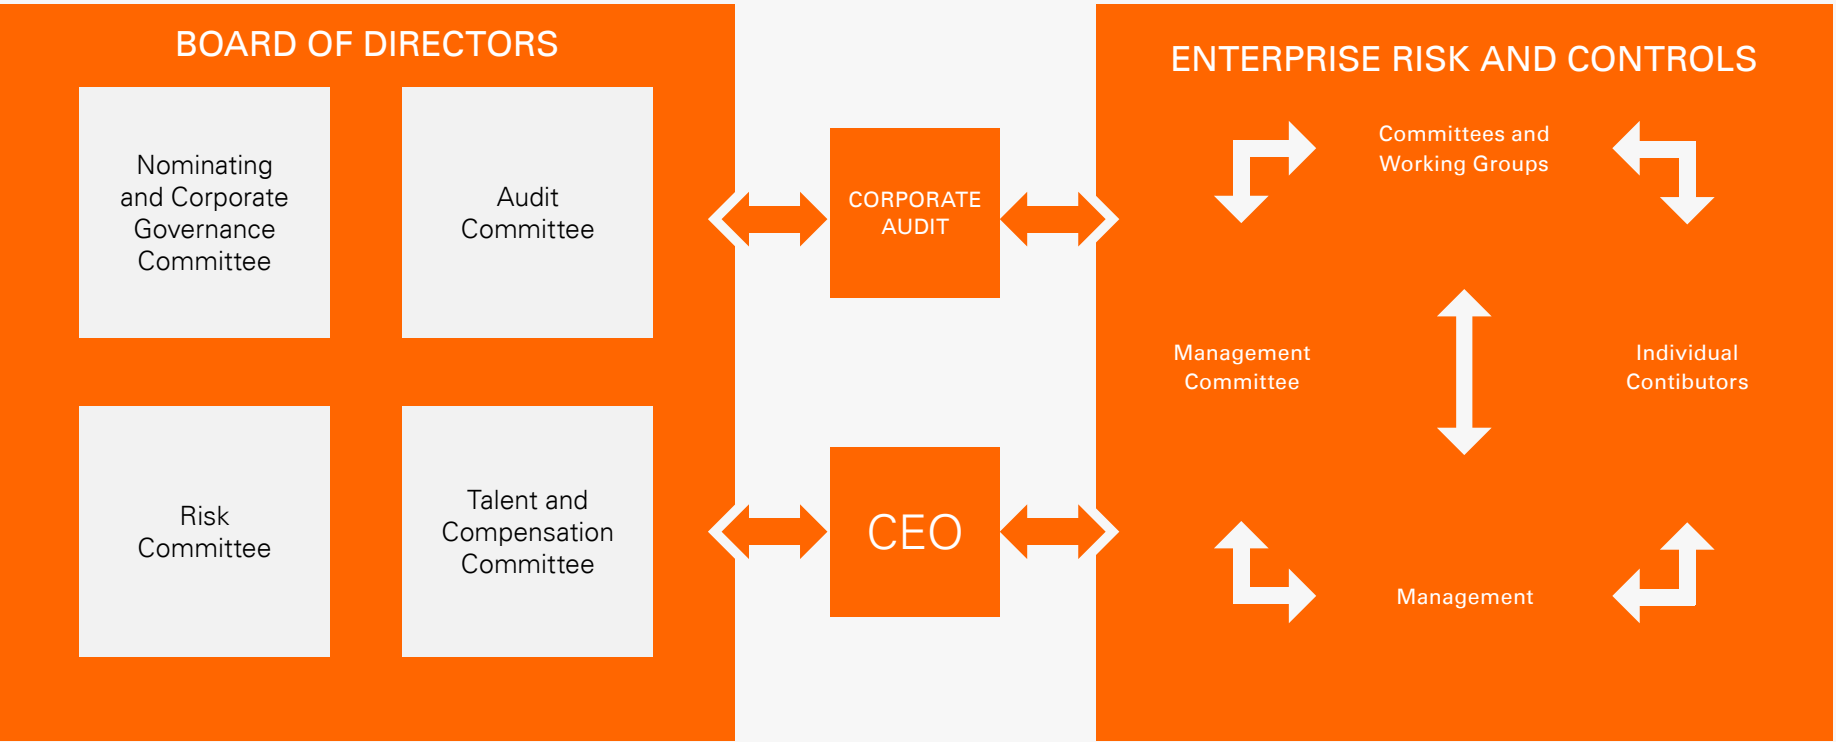 BOARD OF DIRECTORS
Nominating
and Corporate
Governance
Committee
Audit
Committee
Risk
Committee
Talent and
Compensation
Committee
CORPORATE
AUDIT
CEO
ENTERPRISE RISK AND CONTROLS
Committees and
Working Groups
Management
Committee
Individual
Contibutors
Management